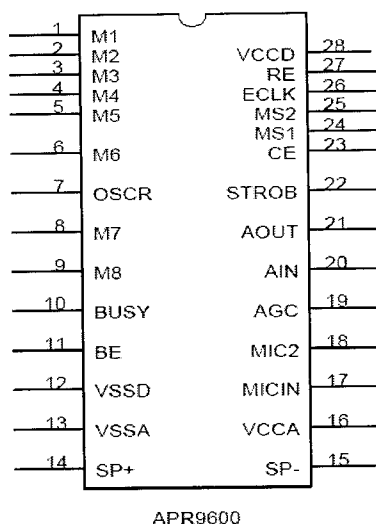 1 M1
2 M2 VCCD 28
3 M3 RE 27
4 M4 ECLK 26
5 M5 MS2 25
MS1 24
6 M6 CE 23
7 OSCR STROB 22
8 M7 AOUT 21
9 M8 AIN 20
10 BUSY AGC 19
11 BE MIC2 18
12 VSSD MICIN 17
13 VSSA VCCA 16
14 SP+ SP- 15
APR9600